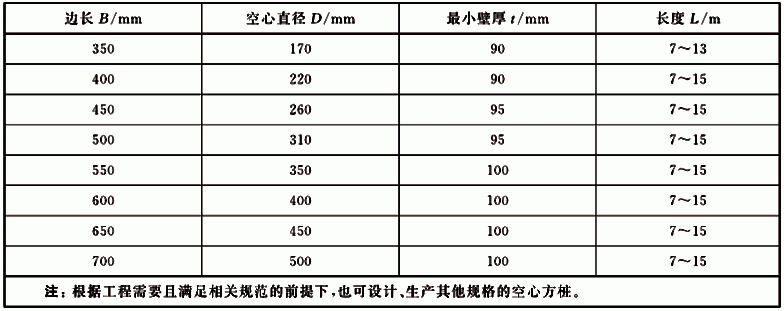 边长 B/mm 空心直径 D/mm 最小壁厚 t/mm 长度 L/m
350 170 90 7～13
400 220 90 7～15
450 260 95 7～15
500 310 95 7～15
550 350 100 7～15
600 400 100 7～15
650 450 100 7～15
700 500 100 7～15
注：根据工程需要且满足相关规范的前提下，也可设计、生产其他规格的空心方桩。